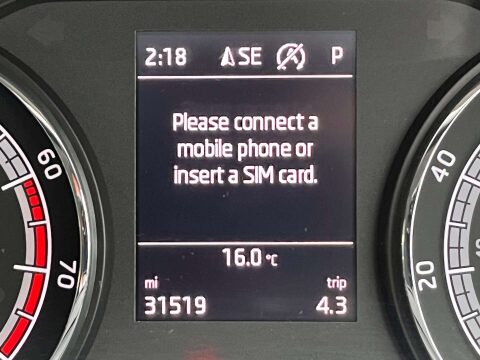 2:18 SE P
Please connect a
mobile phone or
insert a SIM card.
16.0 °C
mi trip
31519 4.3
60
70
40
20